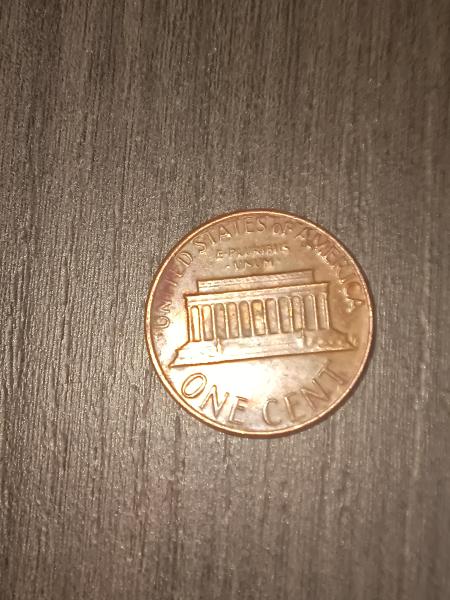 UNITED STATES OF AMERICA
E·PLURIBUS
·UNUM·
ONE CENT